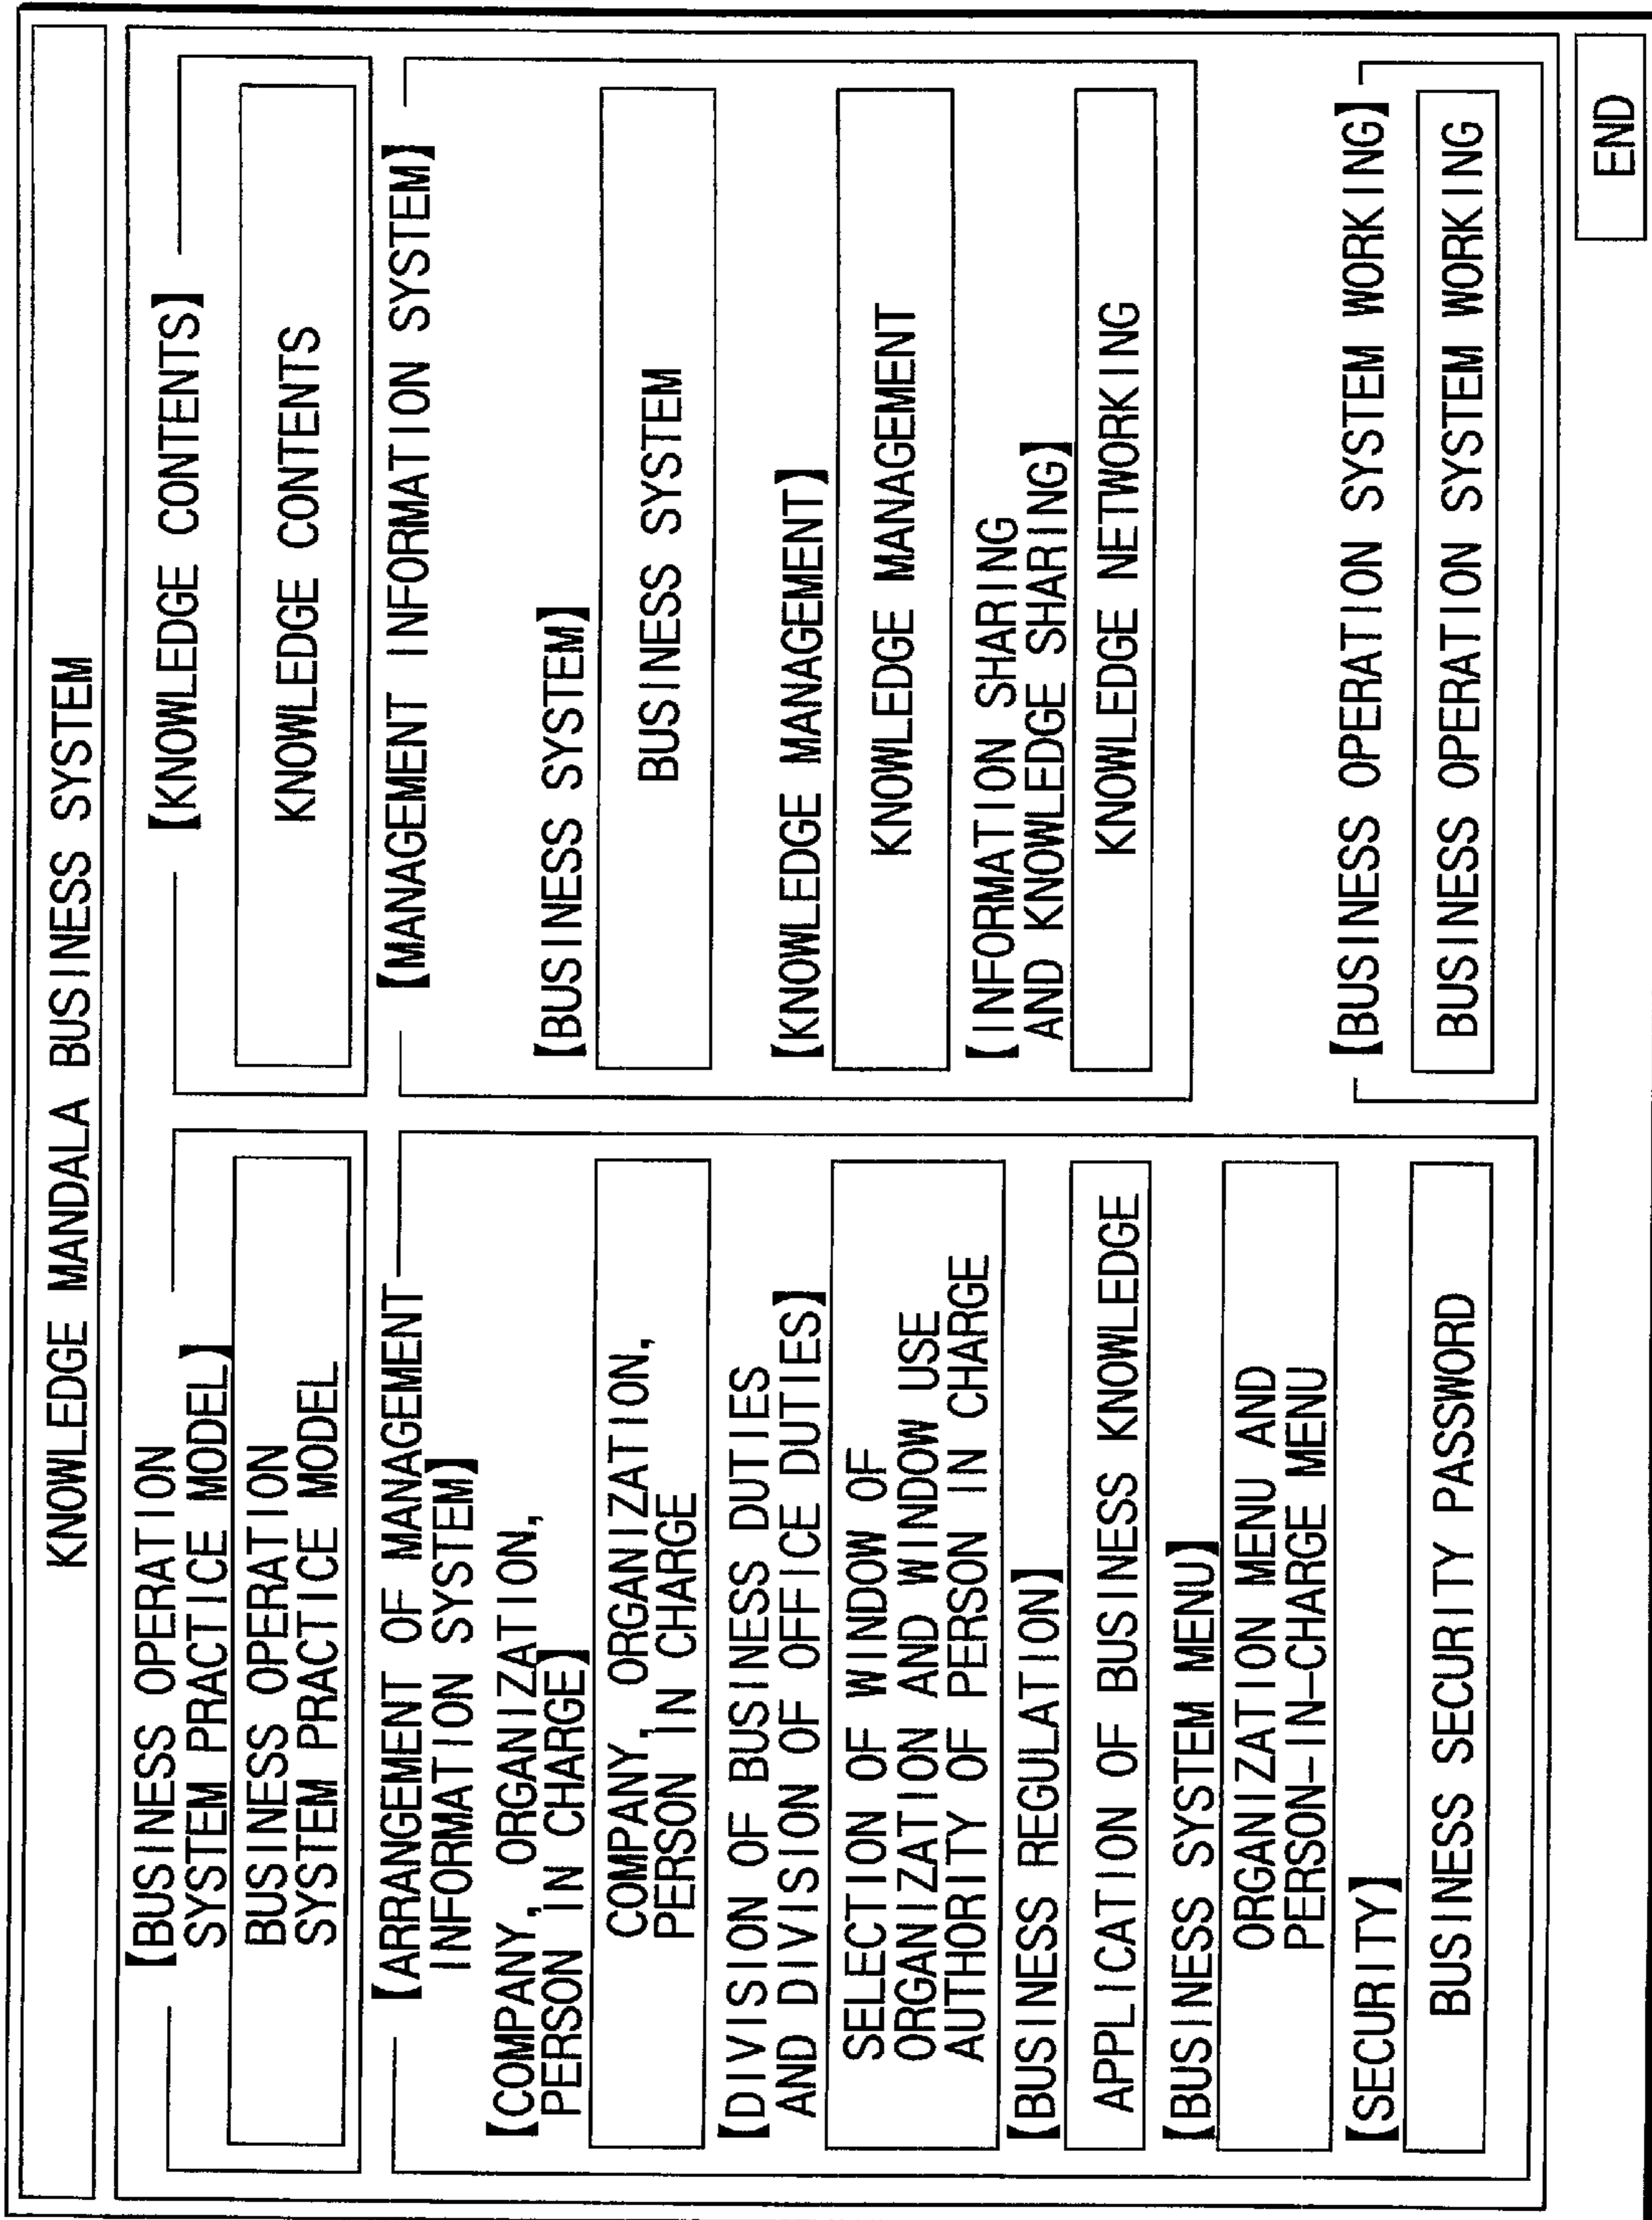 KNOWLEDGE MANDALA BUSINESS SYSTEM
【BUSINESS OPERATION
SYSTEM PRACTICE MODEL】
BUSINESS OPERATION
SYSTEM PRACTICE MODEL
【ARRANGEMENT OF MANAGEMENT
INFORMATION SYSTEM】
【COMPANY, ORGANIZATION,
PERSON IN CHARGE】
COMPANY, ORGANIZATION,
PERSON IN CHARGE
【DIVISION OF BUSINESS DUTIES
AND DIVISION OF OFFICE DUTIES】
SELECTION OF WINDOW OF
ORGANIZATION AND WINDOW USE
AUTHORITY OF PERSON IN CHARGE
【BUSINESS REGULATION】
APPLICATION OF BUSINESS KNOWLEDGE
【BUSINESS SYSTEM MENU】
ORGANIZATION MENU AND
PERSON-IN-CHARGE MENU
【SECURITY】
BUSINESS SECURITY PASSWORD
【KNOWLEDGE CONTENTS】
KNOWLEDGE CONTENTS
【MANAGEMENT INFORMATION SYSTEM】
【BUSINESS SYSTEM】
BUSINESS SYSTEM
【KNOWLEDGE MANAGEMENT】
KNOWLEDGE MANAGEMENT
【INFORMATION SHARING
AND KNOWLEDGE SHARING】
KNOWLEDGE NETWORKING
【BUSINESS OPERATION SYSTEM WORKING】
BUSINESS OPERATION SYSTEM WORKING
END